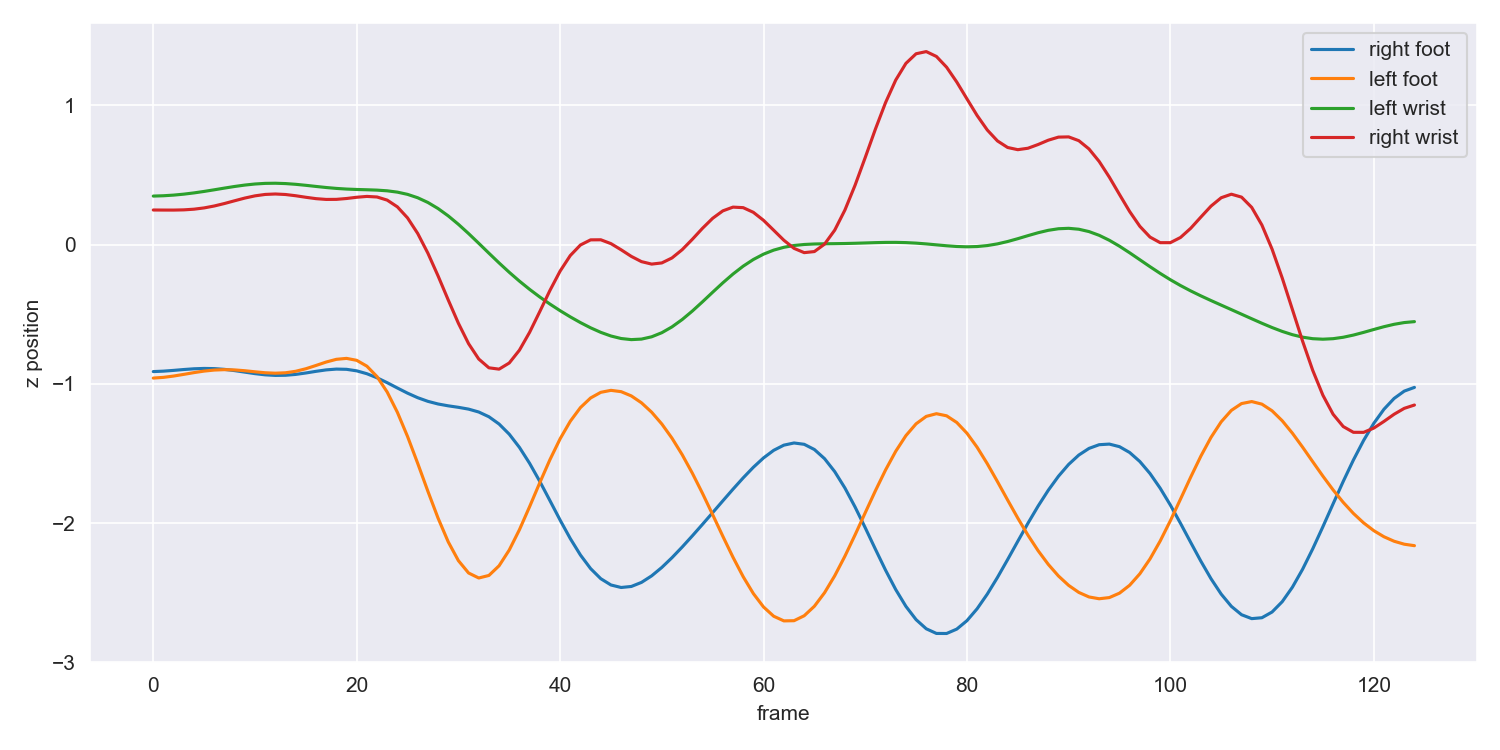 right foot
left foot
left wrist
right wrist
z position
1
0
−1
−2
−3
0 20 40 60 80 100 120
frame